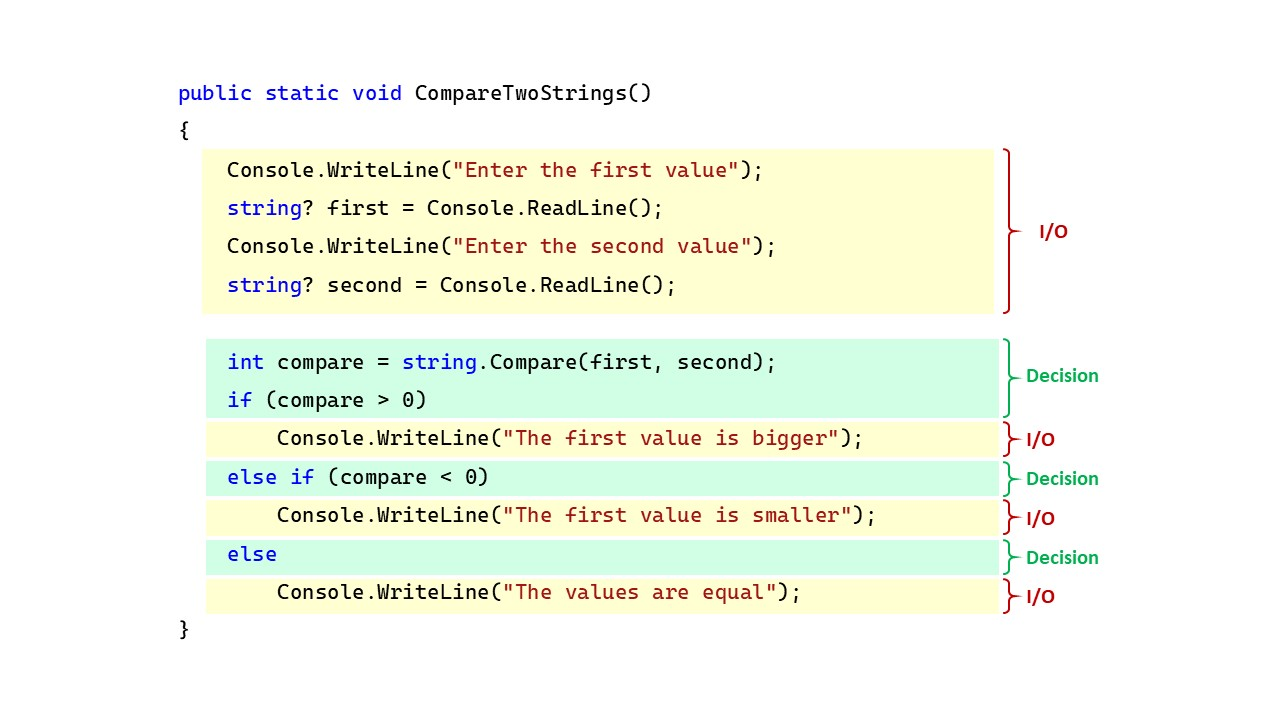 public static void CompareTwoStrings()
{
Console.WriteLine("Enter the first value");
string? first = Console.ReadLine();
Console.WriteLine("Enter the second value");
string? second = Console.ReadLine();
I/O
int compare = string.Compare(first, second);
if (compare > 0)
Decision
Console.WriteLine("The first value is bigger");
I/O
else if (compare < 0)
Decision
Console.WriteLine("The first value is smaller");
I/O
else
Decision
Console.WriteLine("The values are equal");
I/O
}